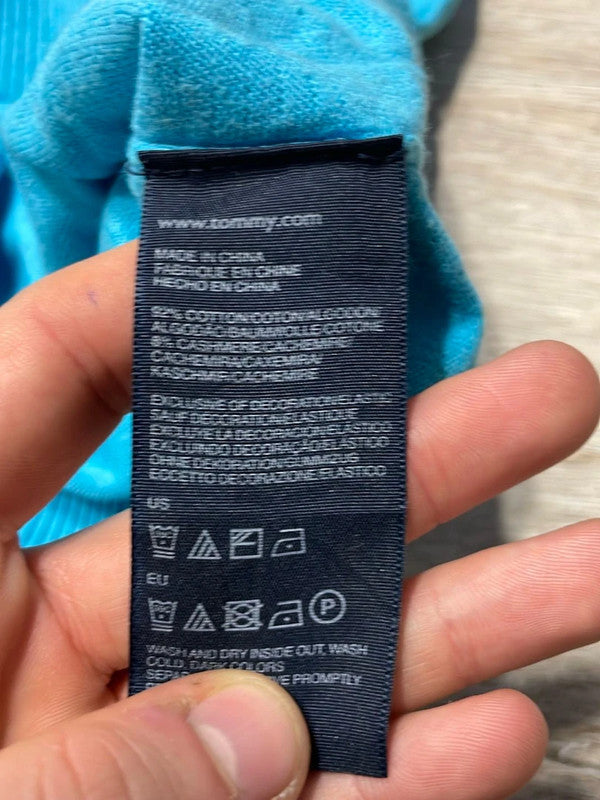 www.tommy.com
MADE IN CHINA
FABRIQUE EN CHINE
HECHO EN CHINA
92% COTTON/COTON/ALGODON/
ALGODÃO/BAUMWOLLE/COTONE
8% CASHMERE/CACHEMIRE/
CACHEMIRA/CAXEMIRA/
KASCHMIR/CACHEMIRE
EXCLUSIVE OF DECORATION/ELASTIC
SAUF DECORATION/ELASTIQUE
EXCLUYE LA DECORACION/ELASTICO
EXCLUINDO DECORAÇÃO/ELÁSTICO
OHNE DEKORATION GUMMIZUG
ECCETTO DECORAZIONE/ELASTICO
US
EU
P
WASH AND DRY INSIDE OUT, WASH
COLD, DARK COLORS
PROMPTLY